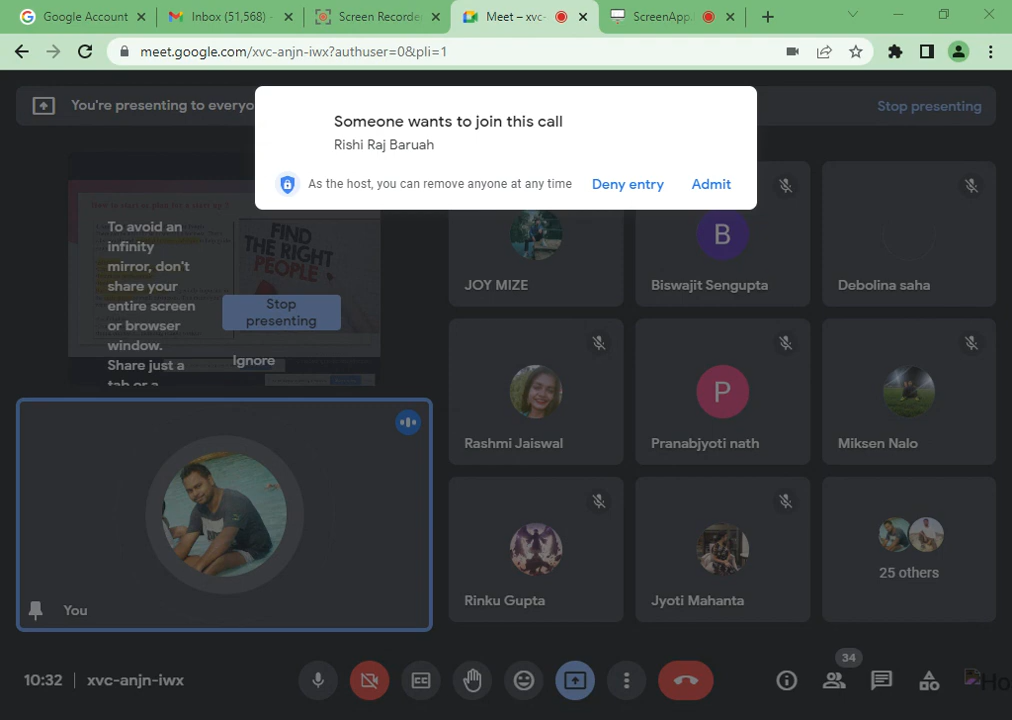 Google Account
Inbox (51,568)
Screen Recorde
Meet – xvc-
ScreenApp.
meet.google.com/xvc-anjn-iwx?authuser=0&pli=1
You're presenting to everyo
Stop presenting
Someone wants to join this call
Rishi Raj Baruah
As the host, you can remove anyone at any time
Deny entry
Admit
To avoid an
infinity
mirror, don't
share your
entire screen
or browser
window.
Share just a
tab or a
FIND
THE RIGHT
PEOPLE
Stop
presenting
Ignore
JOY MIZE
B
Biswajit Sengupta
Debolina saha
Rashmi Jaiswal
P
Pranabjyoti nath
Miksen Nalo
You
Rinku Gupta
Jyoti Mahanta
25 others
10:32
xvc-anjn-iwx
34
Ho